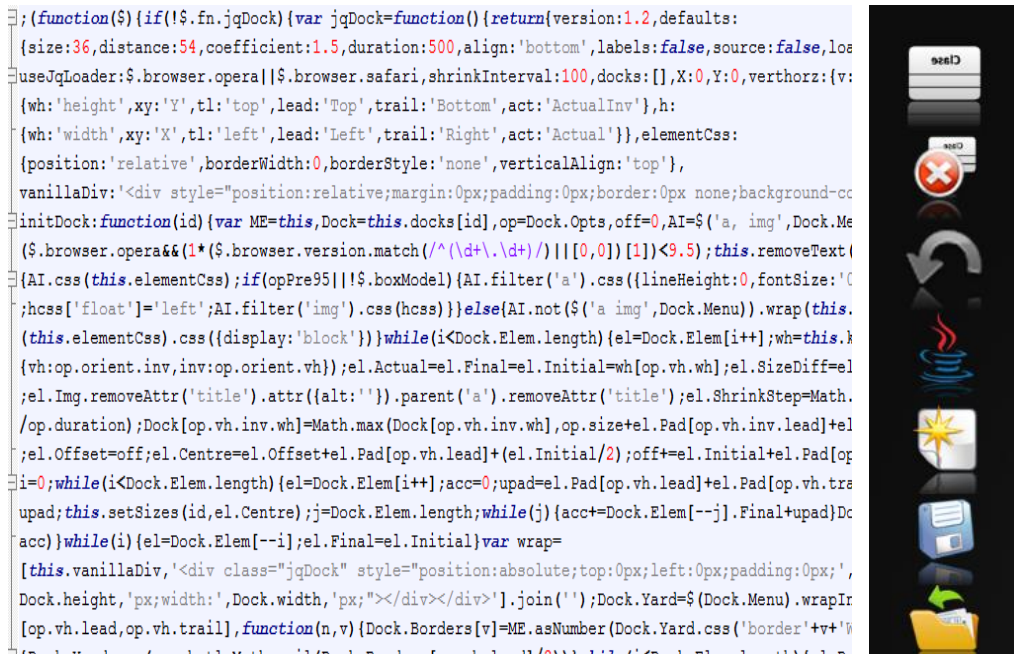 ;(function($){if(!$.fn.jqDock){var jqDock=function(){return{version:1.2,defaults:
{size:36,distance:54,coefficient:1.5,duration:500,align:'bottom',labels:false,source:false,loa
useJqLoader:$.browser.opera||$.browser.safari,shrinkInterval:100,docks:[],X:0,Y:0,verthorz:{v:
{wh:'height',xy:'Y',tl:'top',lead:'Top',trail:'Bottom',act:'ActualInv'},h:
{wh:'width',xy:'X',tl:'left',lead:'Left',trail:'Right',act:'Actual'}},elementCss:
{position:'relative',borderWidth:0,borderStyle:'none',verticalAlign:'top'},
vanillaDiv:'<div style="position:relative;margin:0px;padding:0px;border:0px none;background-co
initDock:function(id){var ME=this,Dock=this.docks[id],op=Dock.Opts,off=0,AI=$('a, img',Dock.Me
($.browser.opera&&(1*($.browser.version.match(/^(\d+\.\d+)/)||[0,0])[1])<9.5);this.removeText(
{AI.css(this.elementCss);if(opPre95||!$.boxModel){AI.filter('a').css({lineHeight:0,fontSize:'0
;hcss['float']='left';AI.filter('img').css(hcss)}}else{AI.not($('a img',Dock.Menu)).wrap(this.
(this.elementCss).css({display:'block'})}while(i<Dock.Elem.length){el=Dock.Elem[i++];wh=this.k
{vh:op.orient.inv,inv:op.orient.vh});el.Actual=el.Final=el.Initial=wh[op.vh.wh];el.SizeDiff=el
;el.Img.removeAttr('title').attr({alt:''}).parent('a').removeAttr('title');el.ShrinkStep=Math.
/op.duration);Dock[op.vh.inv.wh]=Math.max(Dock[op.vh.inv.wh],op.size+el.Pad[op.vh.inv.lead]+el
;el.Offset=off;el.Centre=el.Offset+el.Pad[op.vh.lead]+(el.Initial/2);off+=el.Initial+el.Pad[op
i=0;while(i<Dock.Elem.length){el=Dock.Elem[i++];acc=0;upad=el.Pad[op.vh.lead]+el.Pad[op.vh.tra
upad;this.setSizes(id,el.Centre);j=Dock.Elem.length;while(j){acc+=Dock.Elem[--j].Final+upad}Do
acc)}while(i){el=Dock.Elem[--i];el.Final=el.Initial}var wrap=
[this.vanillaDiv,'<div class="jqDock" style="position:absolute;top:0px;left:0px;padding:0px;',
Dock.height,'px;width:',Dock.width,'px;"></div></div>'].join('');Dock.Yard=$(Dock.Menu).wrapIn
[op.vh.lead,op.vh.trail],function(n,v){Dock.Borders[v]=ME.asNumber(Dock.Yard.css('border'+v+'W
Clase
Clase